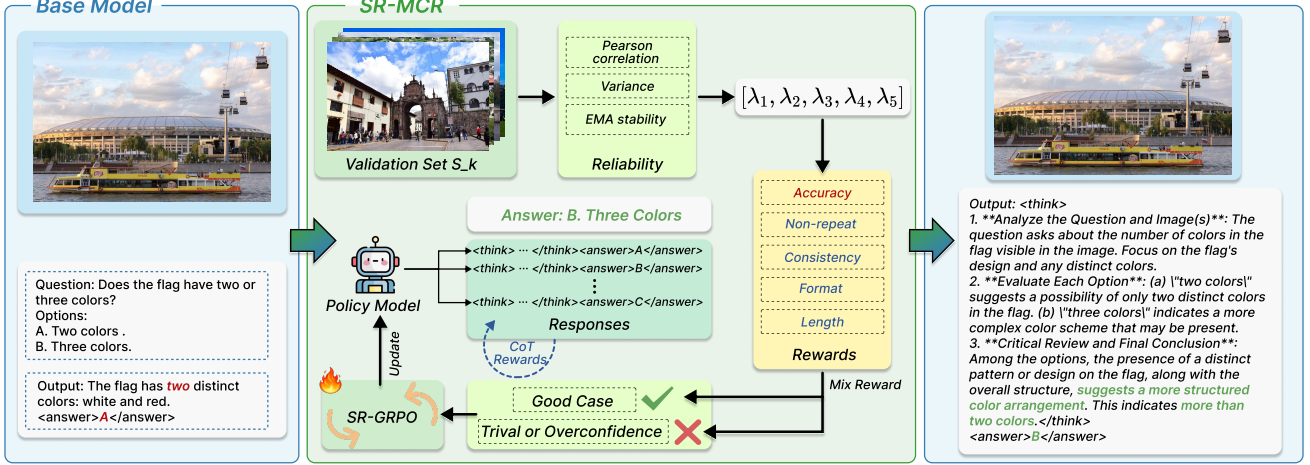 Base Model
Question: Does the flag have two or
three colors?
Options:
A. Two colors .
B. Three colors.
Output: The flag has two distinct
colors: white and red.
<answer>A</answer>
SR-MCR
Validation Set S_k
Pearson
correlation
Variance
EMA stability
Reliability
[λ₁, λ₂, λ₃, λ₄, λ₅]
Accuracy
Non-repeat
Consistency
Format
Length
Rewards
Mix Reward
Answer: B. Three Colors
<think> ··· </think><answer>A</answer>
<think> ··· </think><answer>B</answer>
⋮
<think> ··· </think><answer>C</answer>
Responses
Policy Model
CoT
Rewards
Update
SR-GRPO
Good Case
Trival or Overconfidence
Output: <think>
1. **Analyze the Question and Image(s)**: The
question asks about the number of colors in the
flag visible in the image. Focus on the flag's
design and any distinct colors.
2. **Evaluate Each Option**: (a) \"two colors\"
suggests a possibility of only two distinct colors
in the flag. (b) \"three colors\" indicates a more
complex color scheme that may be present.
3. **Critical Review and Final Conclusion**:
Among the options, the presence of a distinct
pattern or design on the flag, along with the
overall structure, suggests a more structured
color arrangement. This indicates more than
two colors.</think>
<answer>B</answer>